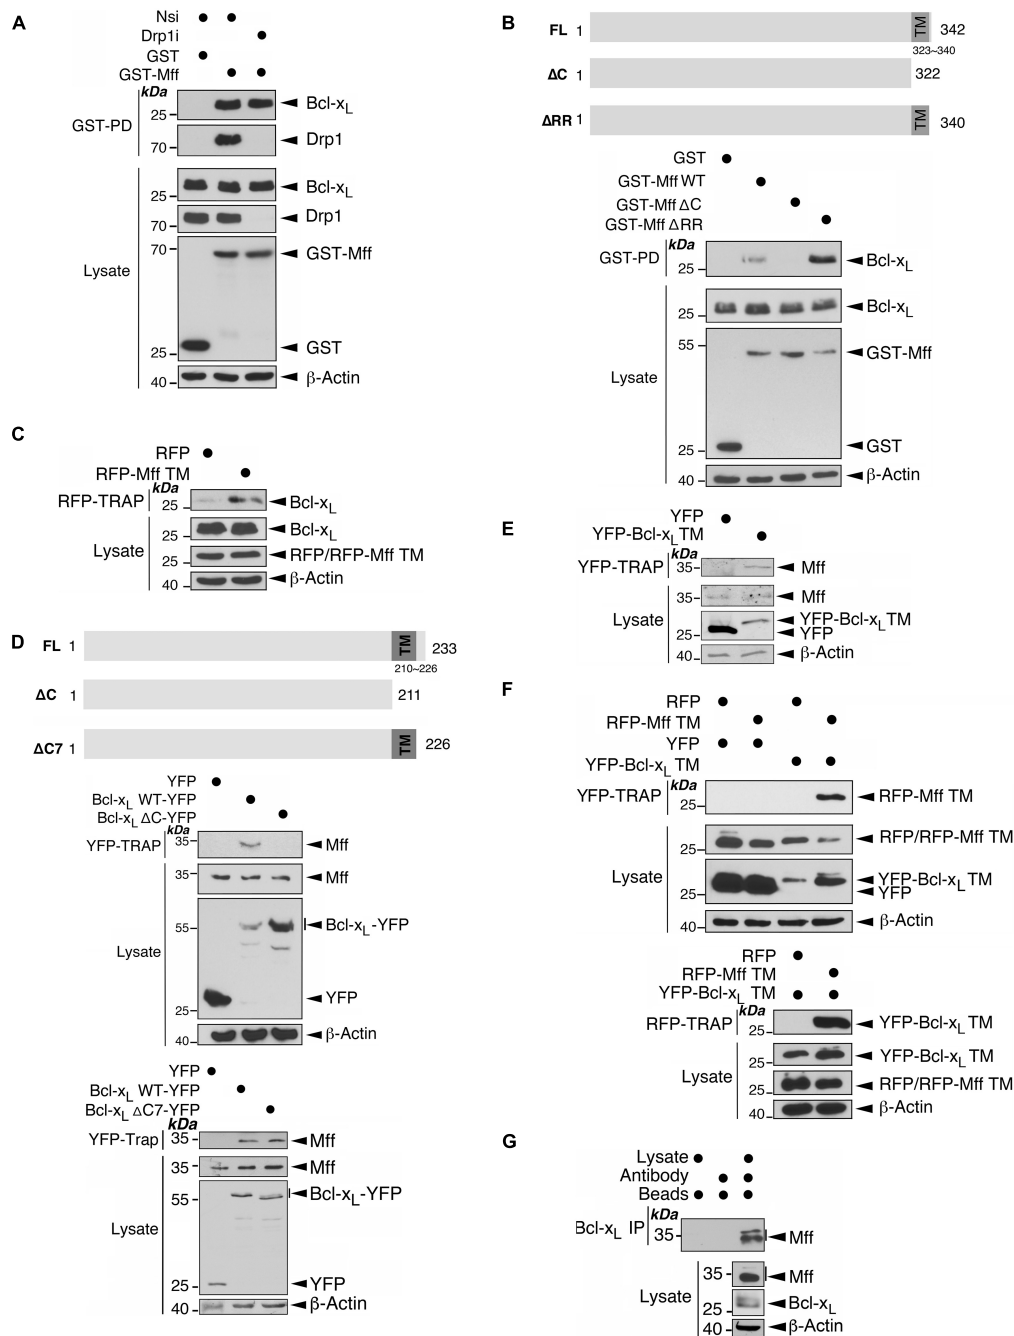 A
Nsi
Drp1i
GST
GST-Mff
kDa
GST-PD
25
Bcl-xL
70
Drp1
Lysate
25
Bcl-xL
70
Drp1
70
GST-Mff
25
GST
40
β-Actin
B
FL 1
TM
342
323~340
ΔC 1
322
ΔRR 1
TM
340
GST
GST-Mff WT
GST-Mff ΔC
GST-Mff ΔRR
kDa
GST-PD
25
Bcl-xL
Lysate
25
Bcl-xL
55
GST-Mff
25
GST
40
β-Actin
C
RFP
RFP-Mff TM
kDa
RFP-TRAP
25
Bcl-xL
Lysate
25
Bcl-xL
25
RFP/RFP-Mff TM
40
β-Actin
D
FL 1
TM
233
210~226
ΔC 1
211
ΔC7 1
TM
226
YFP
Bcl-xL WT-YFP
Bcl-xL ΔC-YFP
kDa
YFP-TRAP
35
Mff
Lysate
35
Mff
55
Bcl-xL-YFP
25
YFP
40
β-Actin
YFP
Bcl-xL WT-YFP
Bcl-xL ΔC7-YFP
kDa
YFP-Trap
35
Mff
Lysate
35
Mff
55
Bcl-xL-YFP
25
YFP
40
β-Actin
E
YFP
YFP-Bcl-xL TM
kDa
YFP-TRAP
35
Mff
Lysate
35
Mff
YFP-Bcl-xL TM
25
YFP
40
β-Actin
F
RFP
RFP-Mff TM
YFP
YFP-Bcl-xL TM
kDa
YFP-TRAP
25
RFP-Mff TM
Lysate
25
RFP/RFP-Mff TM
YFP-Bcl-xL TM
25
YFP
40
β-Actin
RFP
RFP-Mff TM
YFP-Bcl-xL TM
kDa
RFP-TRAP
25
YFP-Bcl-xL TM
Lysate
25
YFP-Bcl-xL TM
25
RFP/RFP-Mff TM
40
β-Actin
G
Lysate
Antibody
Beads
kDa
Bcl-xL IP
35
Mff
Lysate
35
Mff
25
Bcl-xL
40
β-Actin